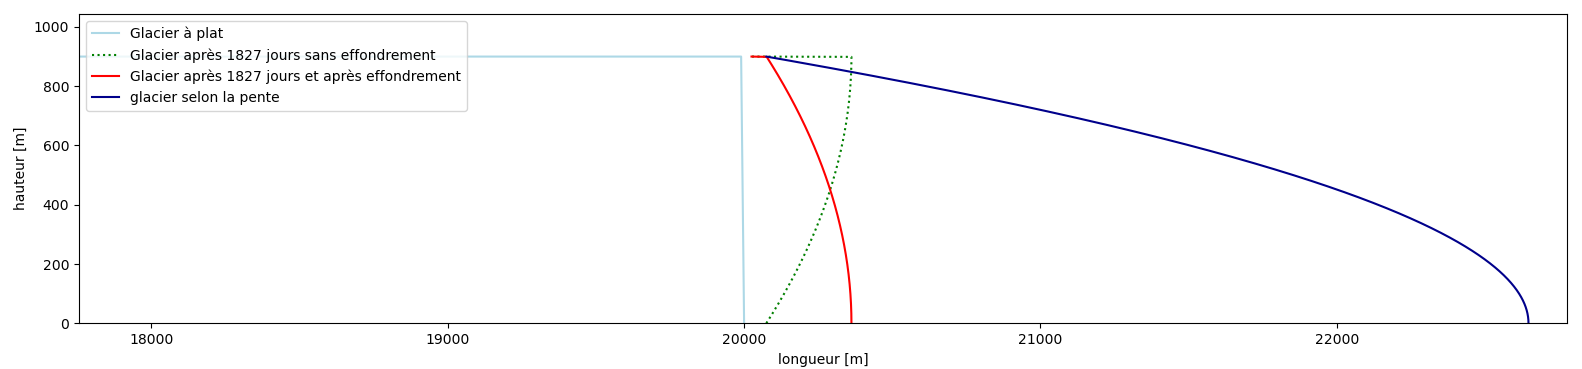 1000
800
600
400
200
0
hauteur [m]
Glacier à plat
Glacier après 1827 jours sans effondrement
Glacier après 1827 jours et après effondrement
glacier selon la pente
18000 19000 20000 21000 22000
longueur [m]